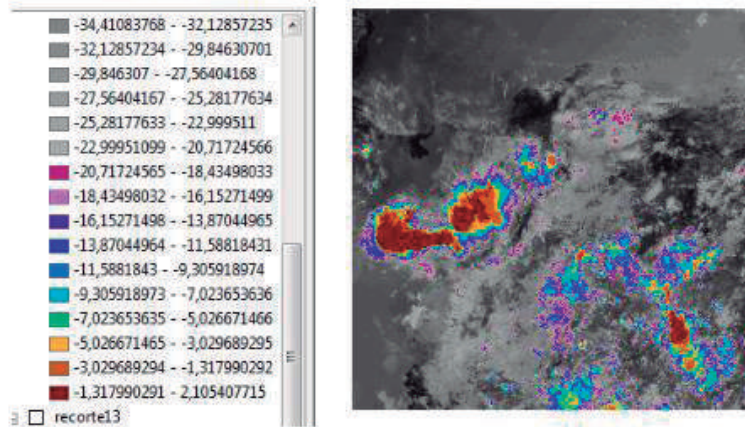 -34,41083768 - -32,12857235
-32,12857234 - -29,84630701
-29,846307 - -27,56404168
-27,56404167 - -25,28177634
-25,28177633 - -22,999511
-22,99951099 - -20,71724566
-20,71724565 - -18,43498033
-18,43498032 - -16,15271499
-16,15271498 - -13,87044965
-13,87044964 - -11,58818431
-11,5881843 - -9,305918974
-9,305918973 - -7,023653636
-7,023653635 - -5,026671466
-5,026671465 - -3,029689295
-3,029689294 - -1,317990292
-1,317990291 - 2,105407715
recorte13